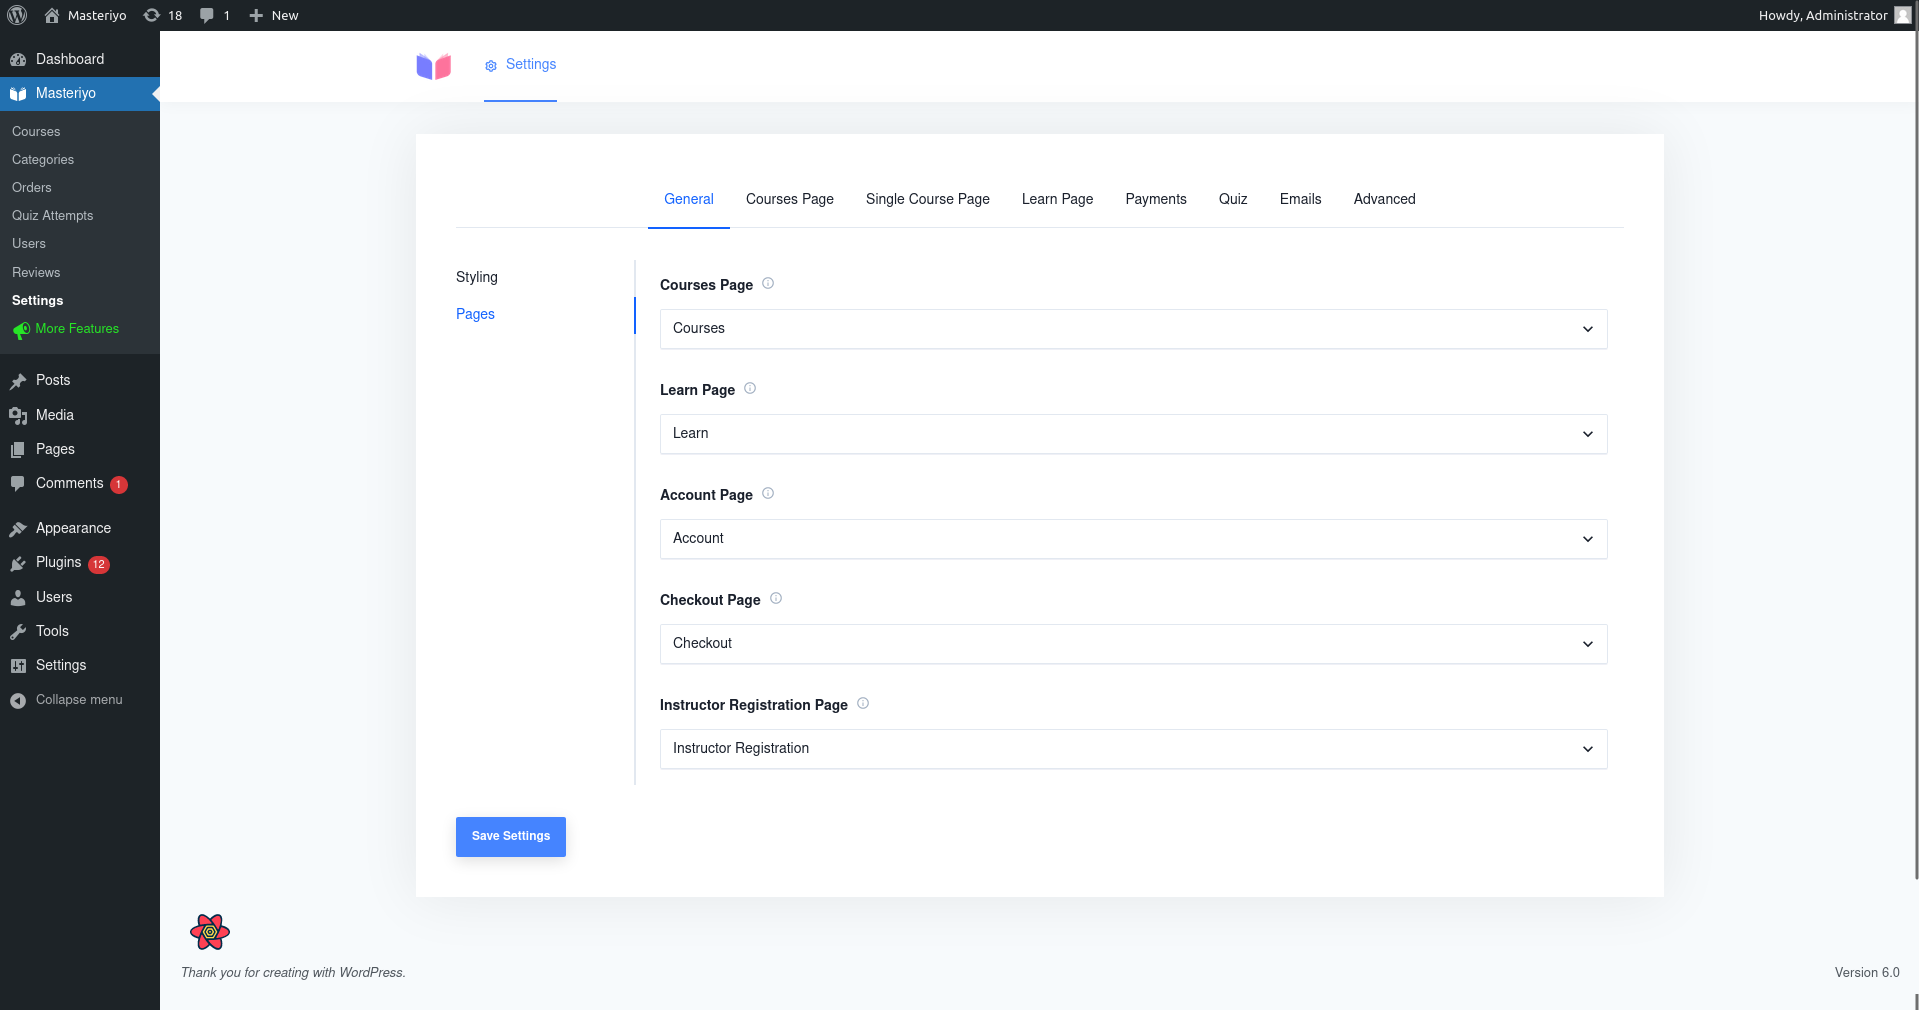 Masteriyo 18 1 New Howdy, Administrator
Dashboard
Masteriyo
Courses
Categories
Orders
Quiz Attempts
Users
Reviews
Settings
More Features
Posts
Media
Pages
Comments 1
Appearance
Plugins 12
Users
Tools
Settings
Collapse menu
Settings
General Courses Page Single Course Page Learn Page Payments Quiz Emails Advanced
Styling
Pages
Courses Page
Courses
Learn Page
Learn
Account Page
Account
Checkout Page
Checkout
Instructor Registration Page
Instructor Registration
Save Settings
Thank you for creating with WordPress.
Version 6.0